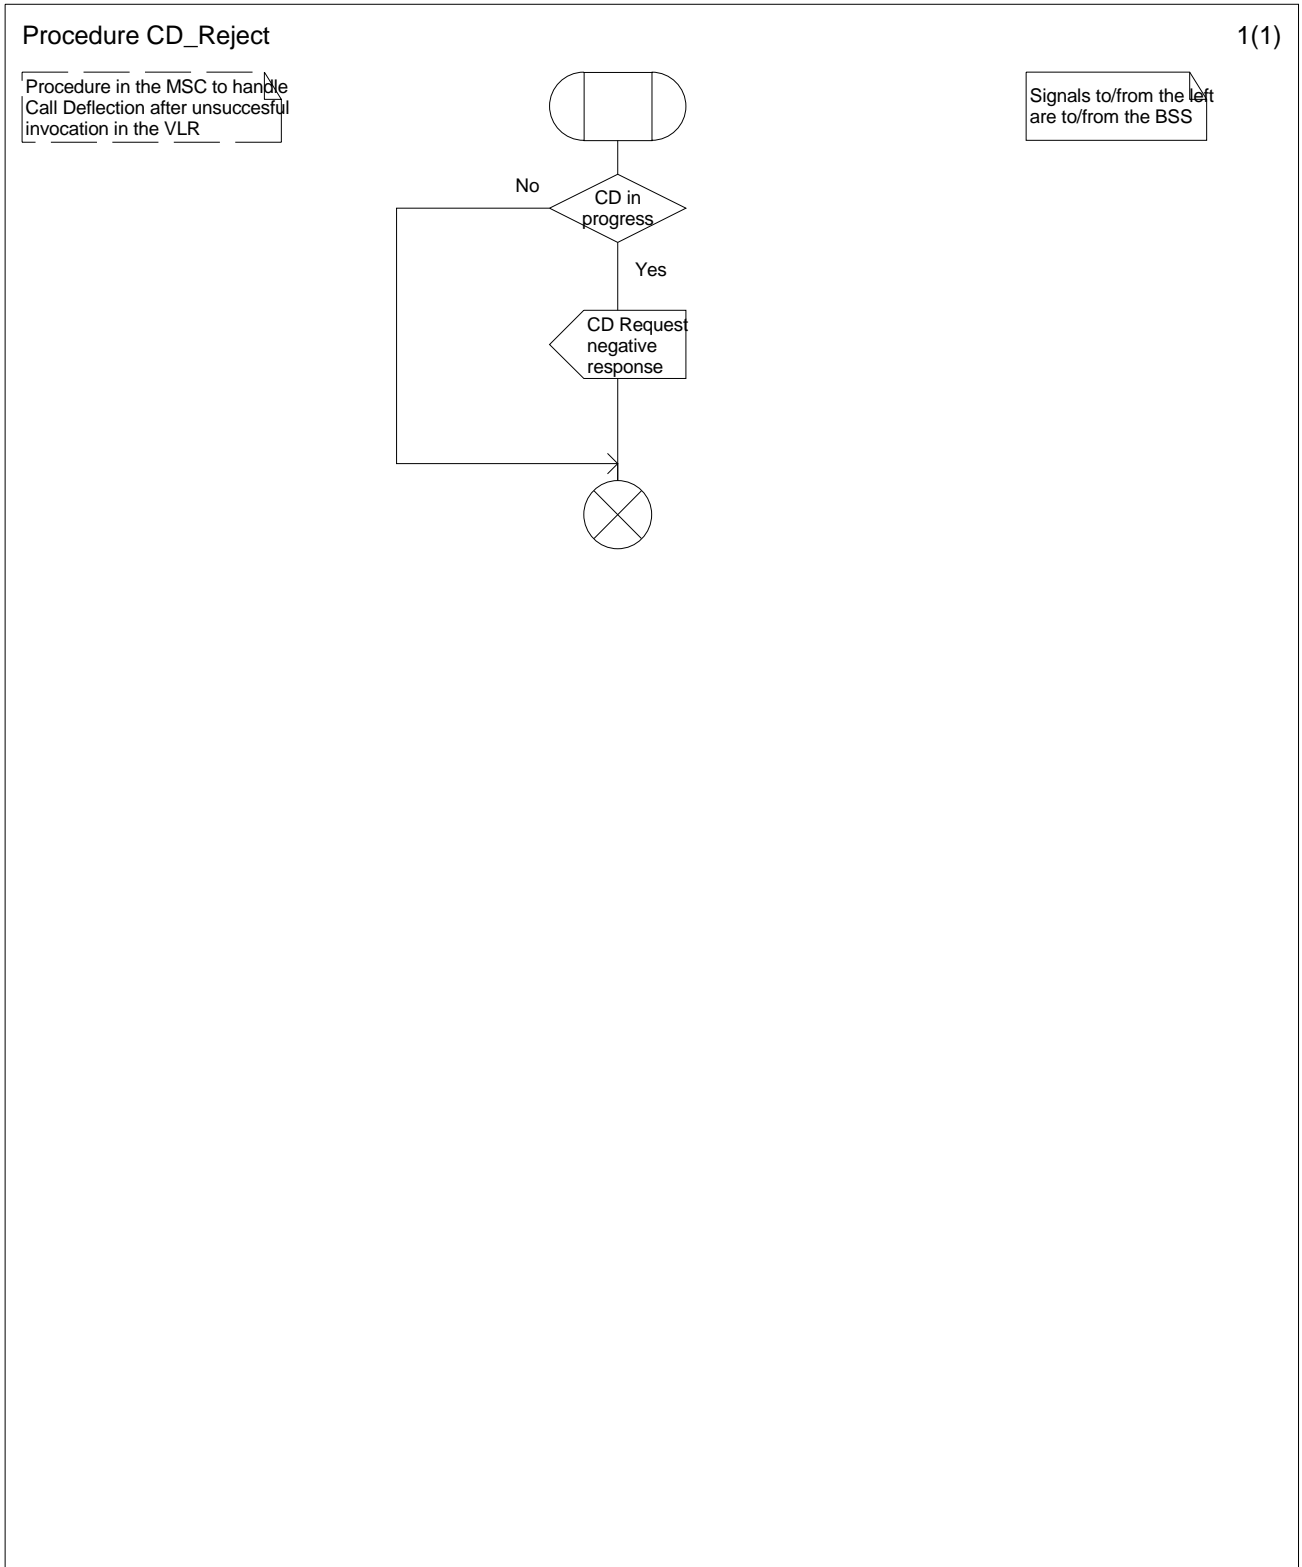 Procedure CD_Reject
1(1)
Procedure in the MSC to handle
Call Deflection after unsuccesful
invocation in the VLR
Signals to/from the left
are to/from the BSS
No
CD in
progress
Yes
CD Request
negative
response